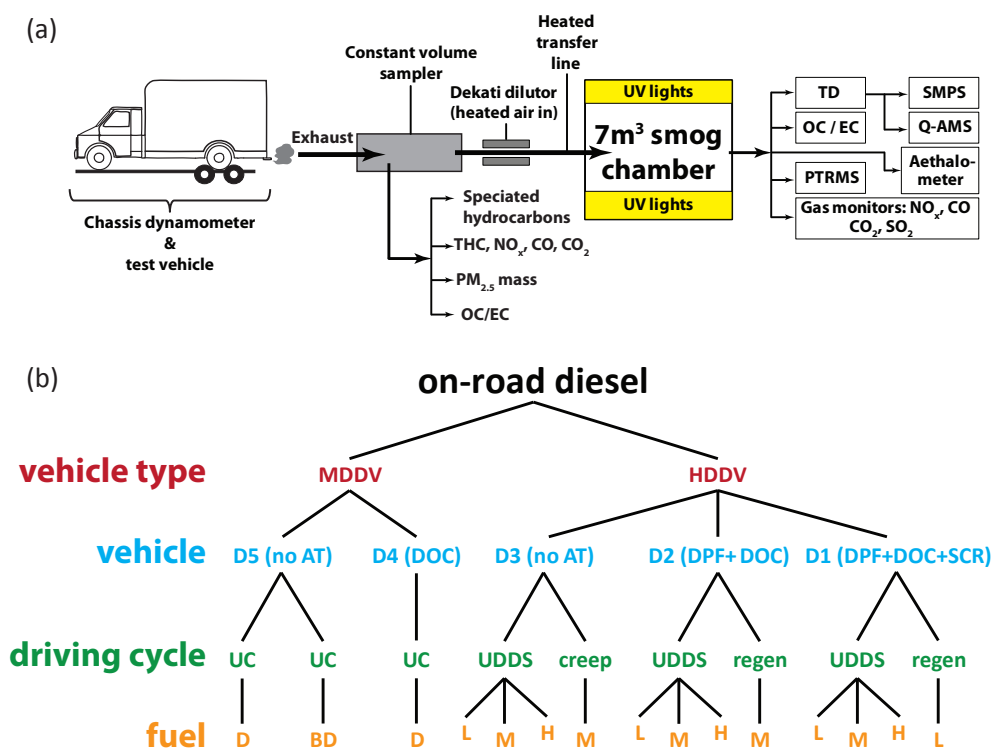 (a)
Constant volume
sampler
Heated
transfer
line
Dekati dilutor
(heated air in)
Exhaust
UV lights
7m³ smog
chamber
UV lights
TD
SMPS
OC / EC
Q-AMS
PTRMS
Aethalo-
meter
Gas monitors: NOₓ, CO
CO₂, SO₂
Chassis dynamometer
&
test vehicle
Speciated
hydrocarbons
THC, NOₓ, CO, CO₂
PM₂.₅ mass
OC/EC
(b)
on-road diesel
vehicle type MDDV HDDV
vehicle D5 (no AT) D4 (DOC) D3 (no AT) D2 (DPF+ DOC) D1 (DPF+DOC+SCR)
driving cycle UC UC UC UDDS creep UDDS regen UDDS regen
fuel D BD D L M H M L M H M L M H L